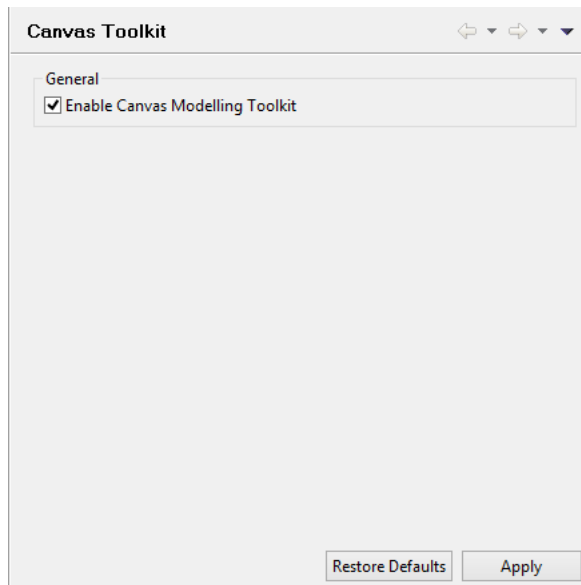 Canvas Toolkit
General
Enable Canvas Modelling Toolkit
Restore Defaults
Apply